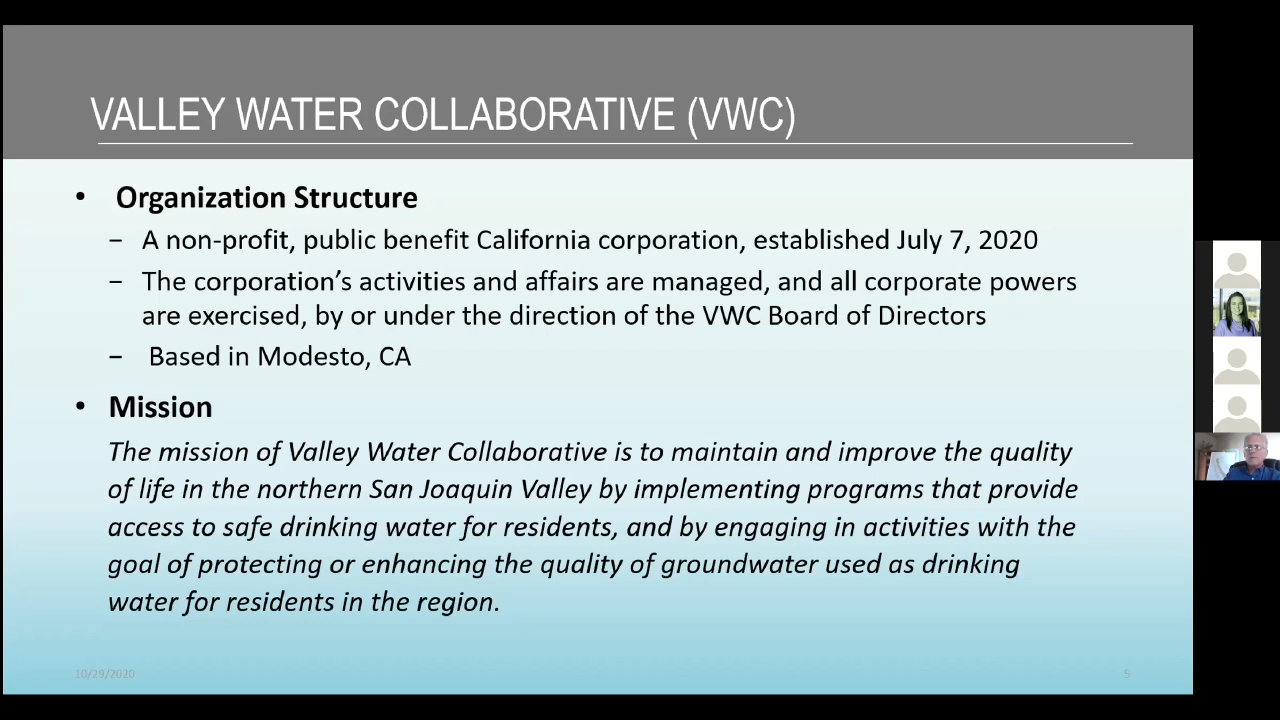 VALLEY WATER COLLABORATIVE (VWC)
• Organization Structure
− A non-profit, public benefit California corporation, established July 7, 2020
− The corporation’s activities and affairs are managed, and all corporate powers
are exercised, by or under the direction of the VWC Board of Directors
− Based in Modesto, CA
• Mission
The mission of Valley Water Collaborative is to maintain and improve the quality
of life in the northern San Joaquin Valley by implementing programs that provide
access to safe drinking water for residents, and by engaging in activities with the
goal of protecting or enhancing the quality of groundwater used as drinking
water for residents in the region.
10/29/2020
5